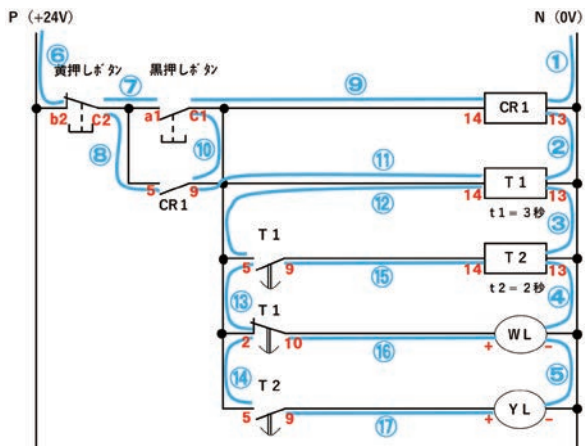 P (+24V) N (0V)
⑥ ①
黄押しボタン ⑦ 黒押しボタン ⑨
b2 C2 a1 C1 14 CR1 13
⑧ ⑩ ②
⑪
5 9 14 T1 13
CR1 ⑫ t1=3秒
③
T1
5 9 ⑮ 14 T2 13
⑬ t2=2秒 ④
T1
2 10 ⑯ + WL -
⑭ ⑤
T2
5 9 ⑰ + YL -